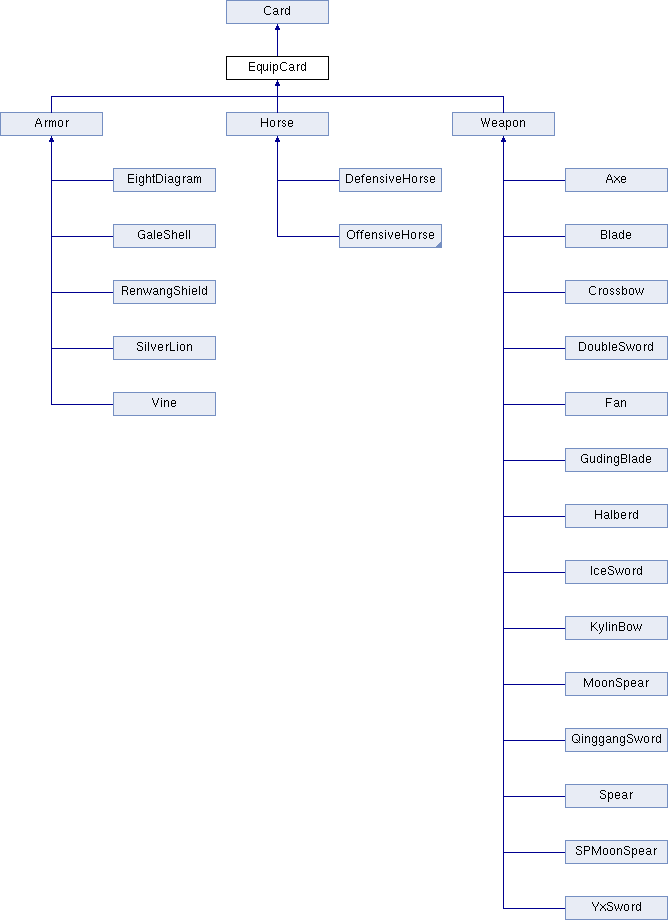 Card
EquipCard
Armor
Horse
Weapon
EightDiagram
DefensiveHorse
Axe
GaleShell
OffensiveHorse
Blade
RenwangShield
Crossbow
SilverLion
DoubleSword
Vine
Fan
GudingBlade
Halberd
IceSword
KylinBow
MoonSpear
QinggangSword
Spear
SPMoonSpear
YxSword